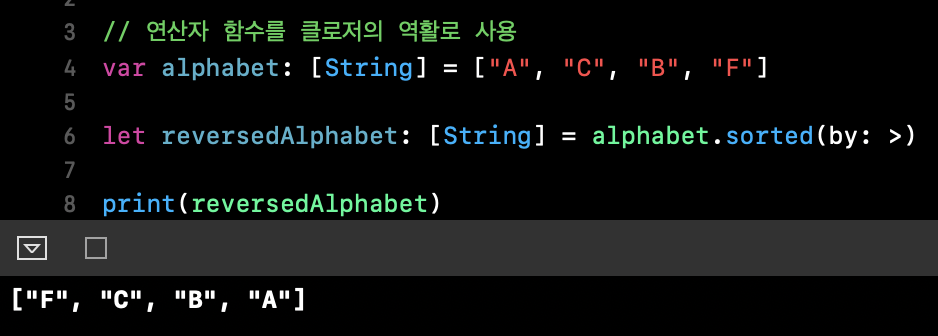 2
3 // 연산자 함수를 클로저의 역활로 사용
4 var alphabet: [String] = ["A", "C", "B", "F"]
5
6 let reversedAlphabet: [String] = alphabet.sorted(by: >)
7
8 print(reversedAlphabet)
["F", "C", "B", "A"]